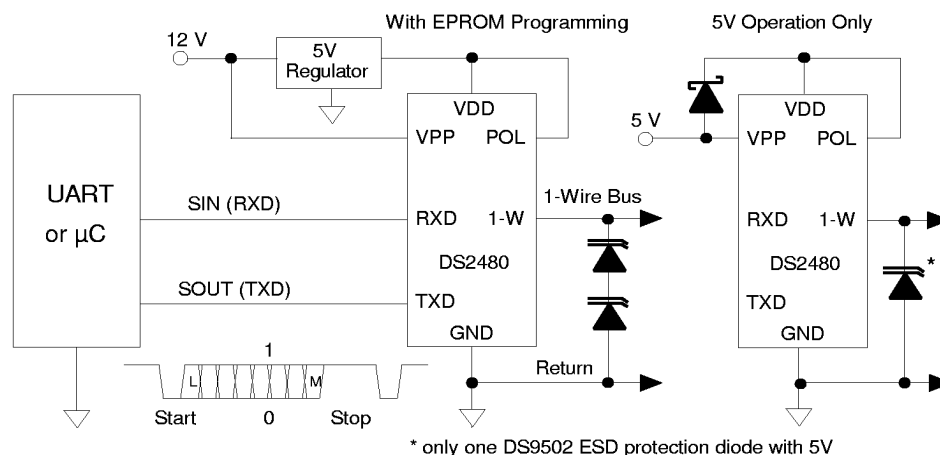 With EPROM Programming
5V Operation Only
12 V
5V
Regulator
VDD
VPP
POL
UART
or µC
SIN (RXD)
RXD
1-W
1-Wire Bus
DS2480
SOUT (TXD)
TXD
GND
Return
1
L
M
Start
0
Stop
5 V
VDD
VPP
POL
RXD
1-W
DS2480
*
TXD
GND
* only one DS9502 ESD protection diode with 5V